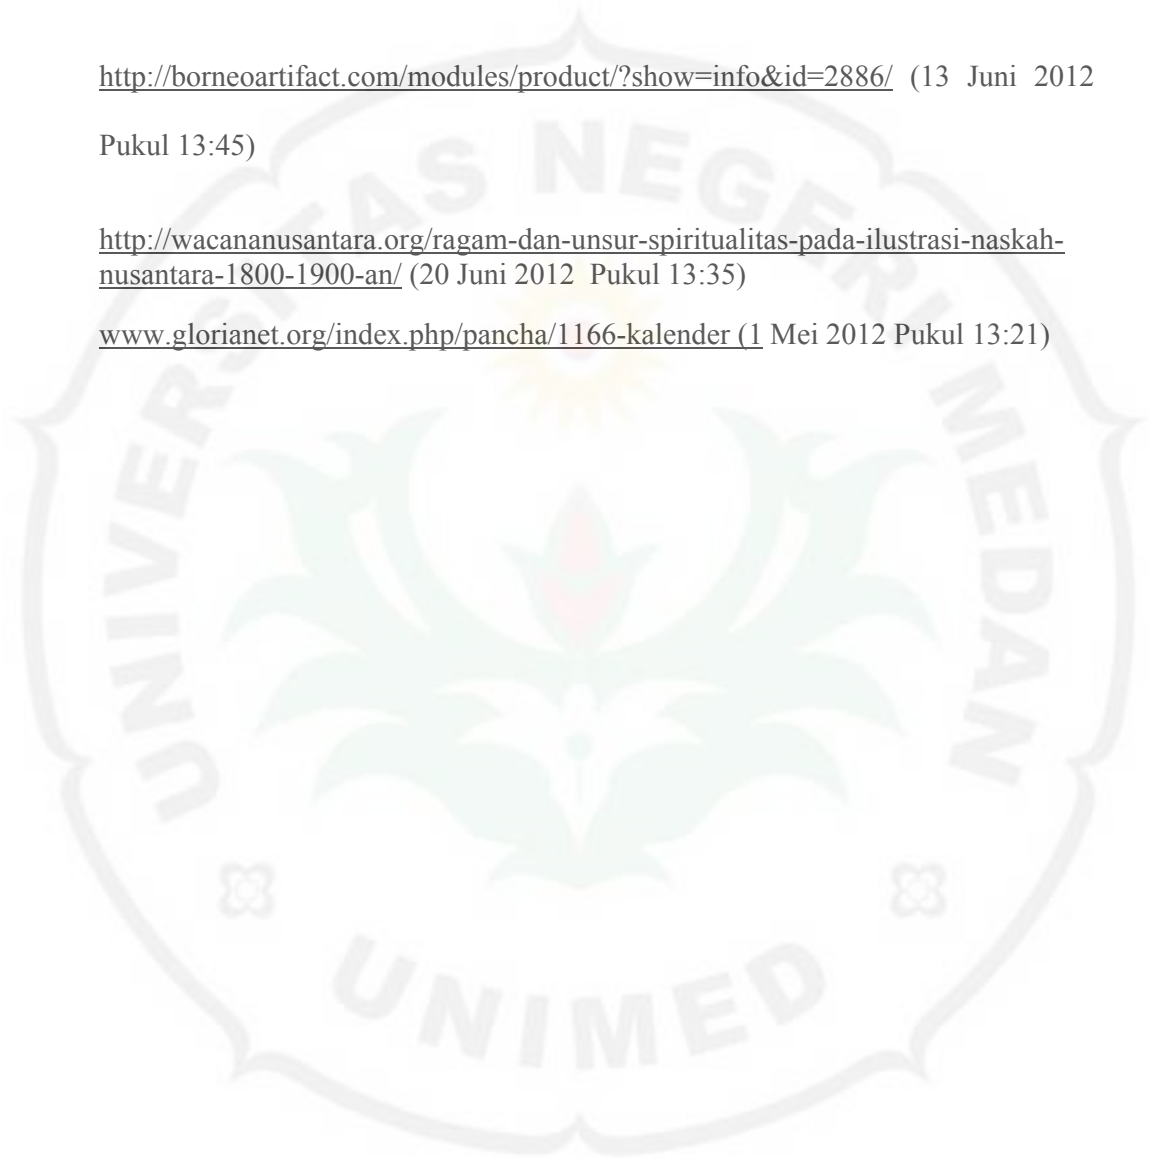 http://borneoartifact.com/modules/product/?show=info&id=2886/ (13 Juni 2012
Pukul 13:45)
http://wacananusantara.org/ragam-dan-unsur-spiritualitas-pada-ilustrasi-naskah-
nusantara-1800-1900-an/ (20 Juni 2012 Pukul 13:35)
www.glorianet.org/index.php/pancha/1166-kalender (1 Mei 2012 Pukul 13:21)
UNIVERSITAS NEGERI MEDAN
UNIMED